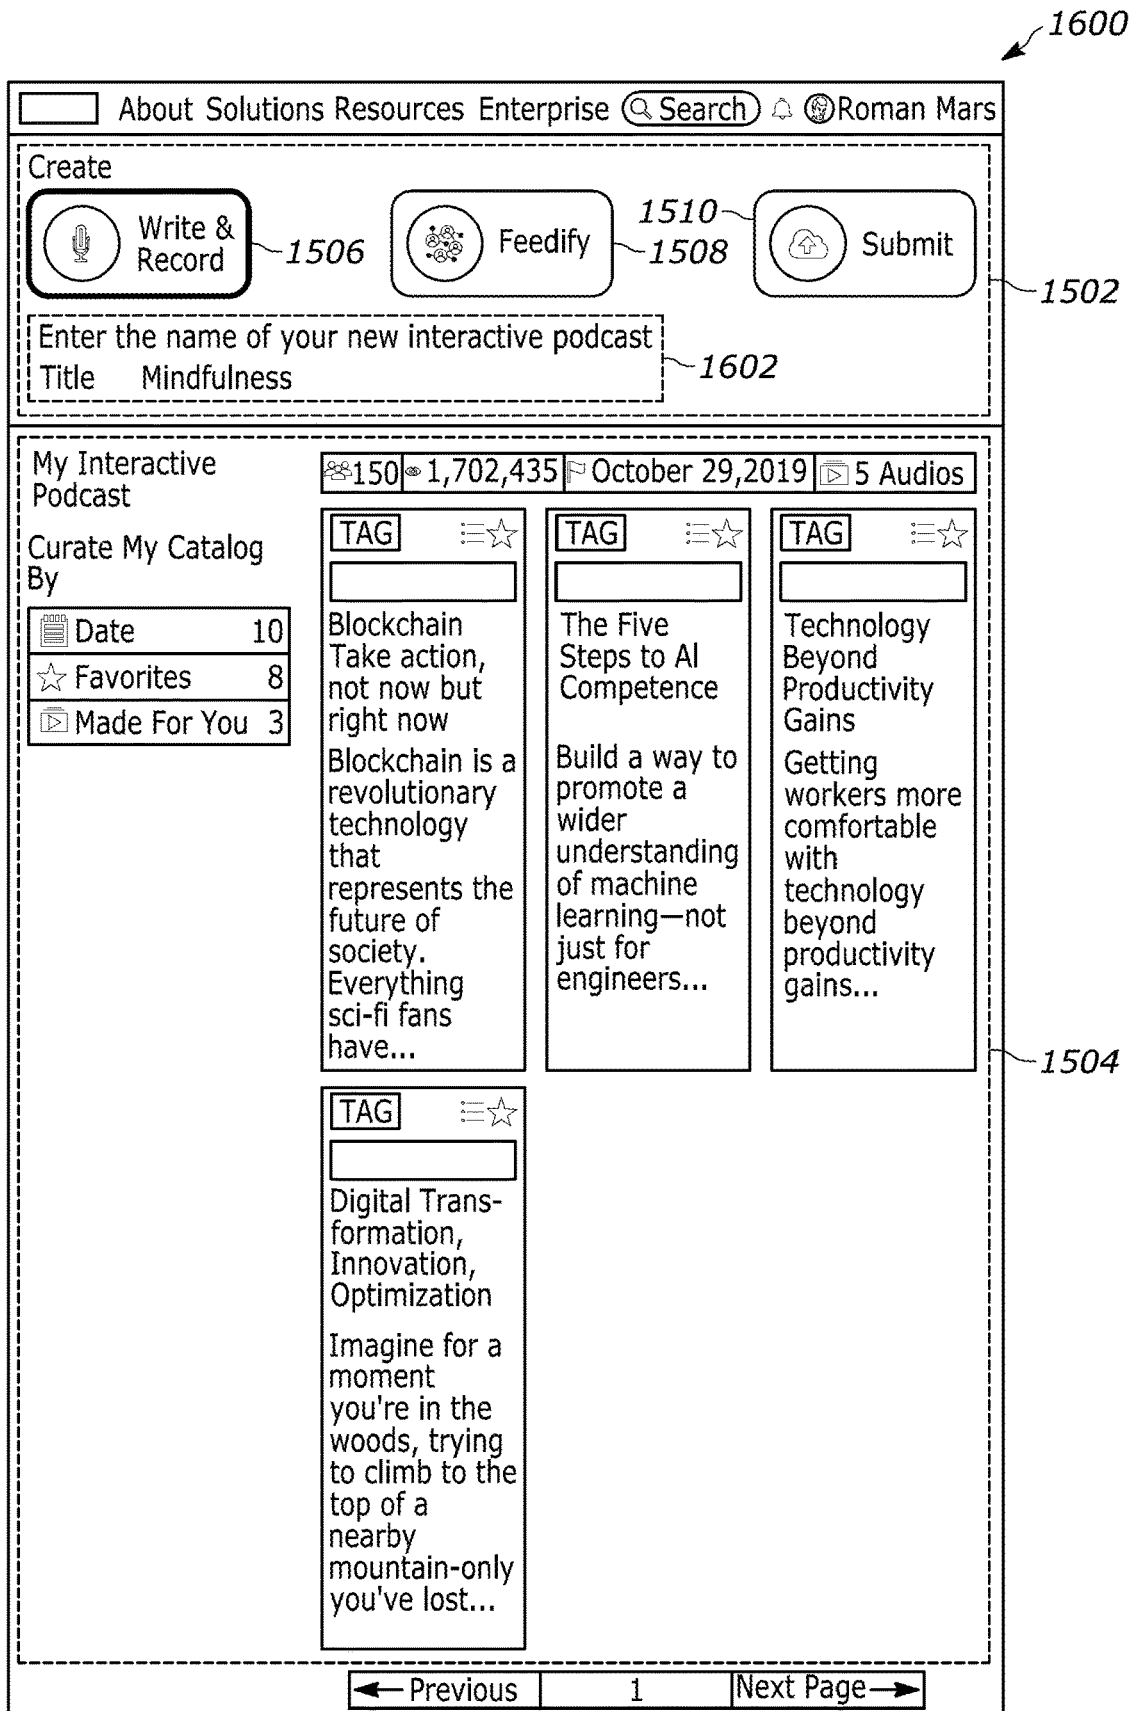 1600
About Solutions Resources Enterprise Search Roman Mars
Create
Write &
Record
1506
Feedify
1508
1510
Submit
1502
Enter the name of your new interactive podcast
Title Mindfulness
1602
My Interactive
Podcast
150 1,702,435 October 29,2019 5 Audios
Curate My Catalog
By
Date 10
Favorites 8
Made For You 3
TAG
Blockchain
Take action,
not now but
right now
Blockchain is a
revolutionary
technology
that
represents the
future of
society.
Everything
sci-fi fans
have...
TAG
The Five
Steps to AI
Competence
Build a way to
promote a
wider
understanding
of machine
learning—not
just for
engineers...
TAG
Technology
Beyond
Productivity
Gains
Getting
workers more
comfortable
with
technology
beyond
productivity
gains...
1504
TAG
Digital Trans-
formation,
Innovation,
Optimization
Imagine for a
moment
you're in the
woods, trying
to climb to the
top of a
nearby
mountain-only
you've lost...
Previous 1 Next Page